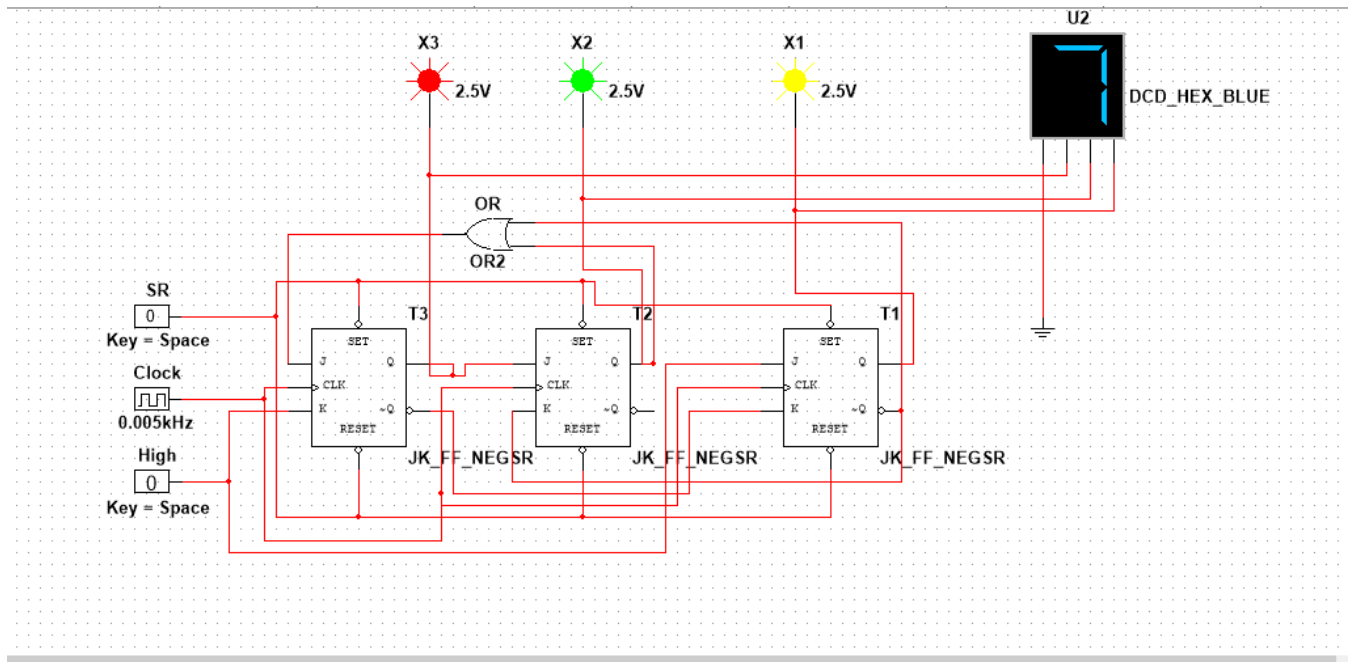 U2
X3
X2
X1
2.5V
2.5V
2.5V
7
DCD_HEX_BLUE
OR
OR2
SR
0
Key = Space
Clock
0.005kHz
High
0
Key = Space
T3
SET
J
Q
CLK
K
~Q
RESET
JK_FF_NEGSR
T2
SET
J
Q
CLK
K
~Q
RESET
JK_FF_NEGSR
T1
SET
J
Q
CLK
K
~Q
RESET
JK_FF_NEGSR